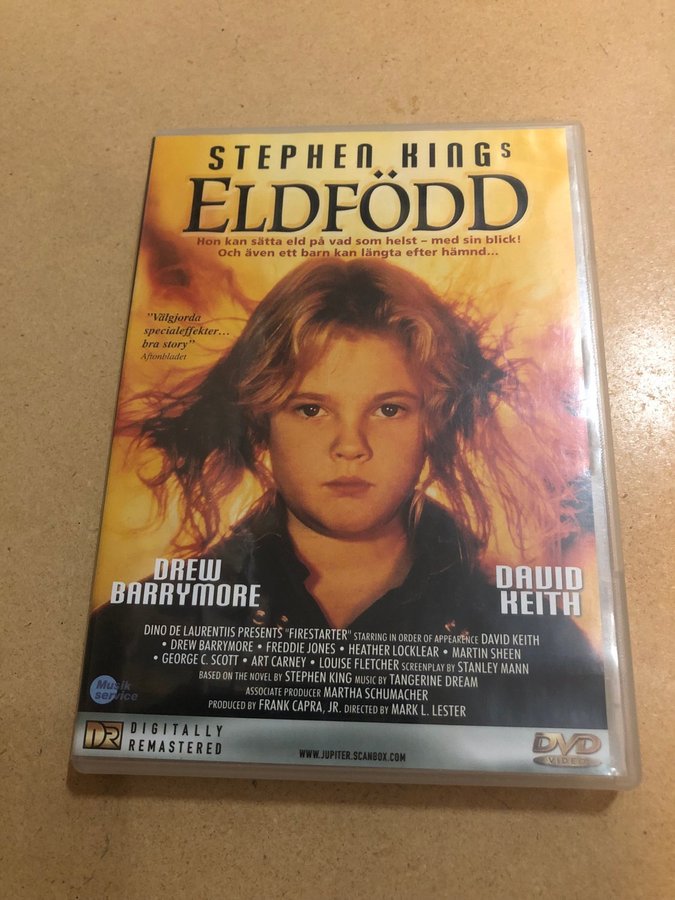 STEPHEN KINGS
ELDFÖDD
Hon kan sätta eld på vad som helst – med sin blick!
Och även ett barn kan längta efter hämnd...
"Välgjorda
specialeffekter...
bra story"
Aftonbladet
DREW
BARRYMORE
DAVID
KEITH
DINO DE LAURENTIIS PRESENTS "FIRESTARTER" STARRING IN ORDER OF APPEARENCE DAVID KEITH
• DREW BARRYMORE • FREDDIE JONES • HEATHER LOCKLEAR • MARTIN SHEEN
• GEORGE C. SCOTT • ART CARNEY • LOUISE FLETCHER SCREENPLAY BY STANLEY MANN
BASED ON THE NOVEL BY STEPHEN KING MUSIC BY TANGERINE DREAM
ASSOCIATE PRODUCER MARTHA SCHUMACHER
PRODUCED BY FRANK CAPRA, JR. DIRECTED BY MARK L. LESTER
Musik
service
DR DIGITALLY
REMASTERED
WWW.JUPITER.SCANBOX.COM
DVD
VIDEO